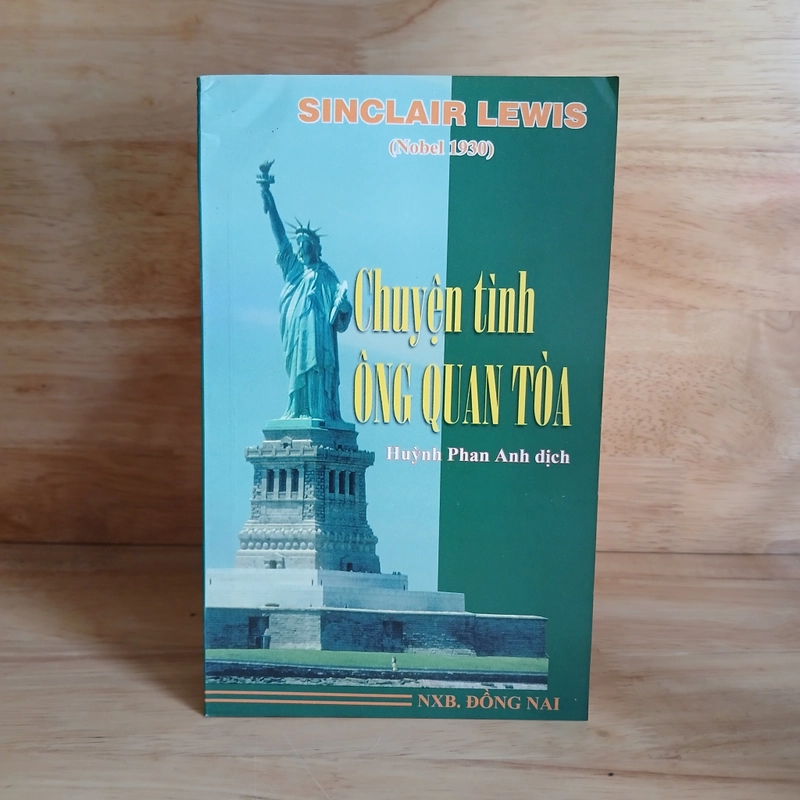 SINCLAIR LEWIS
(Nobel 1930)
Chuyện tình
ÔNG QUAN TÒA
Huỳnh Phan Anh dịch
NXB. ĐỒNG NAI